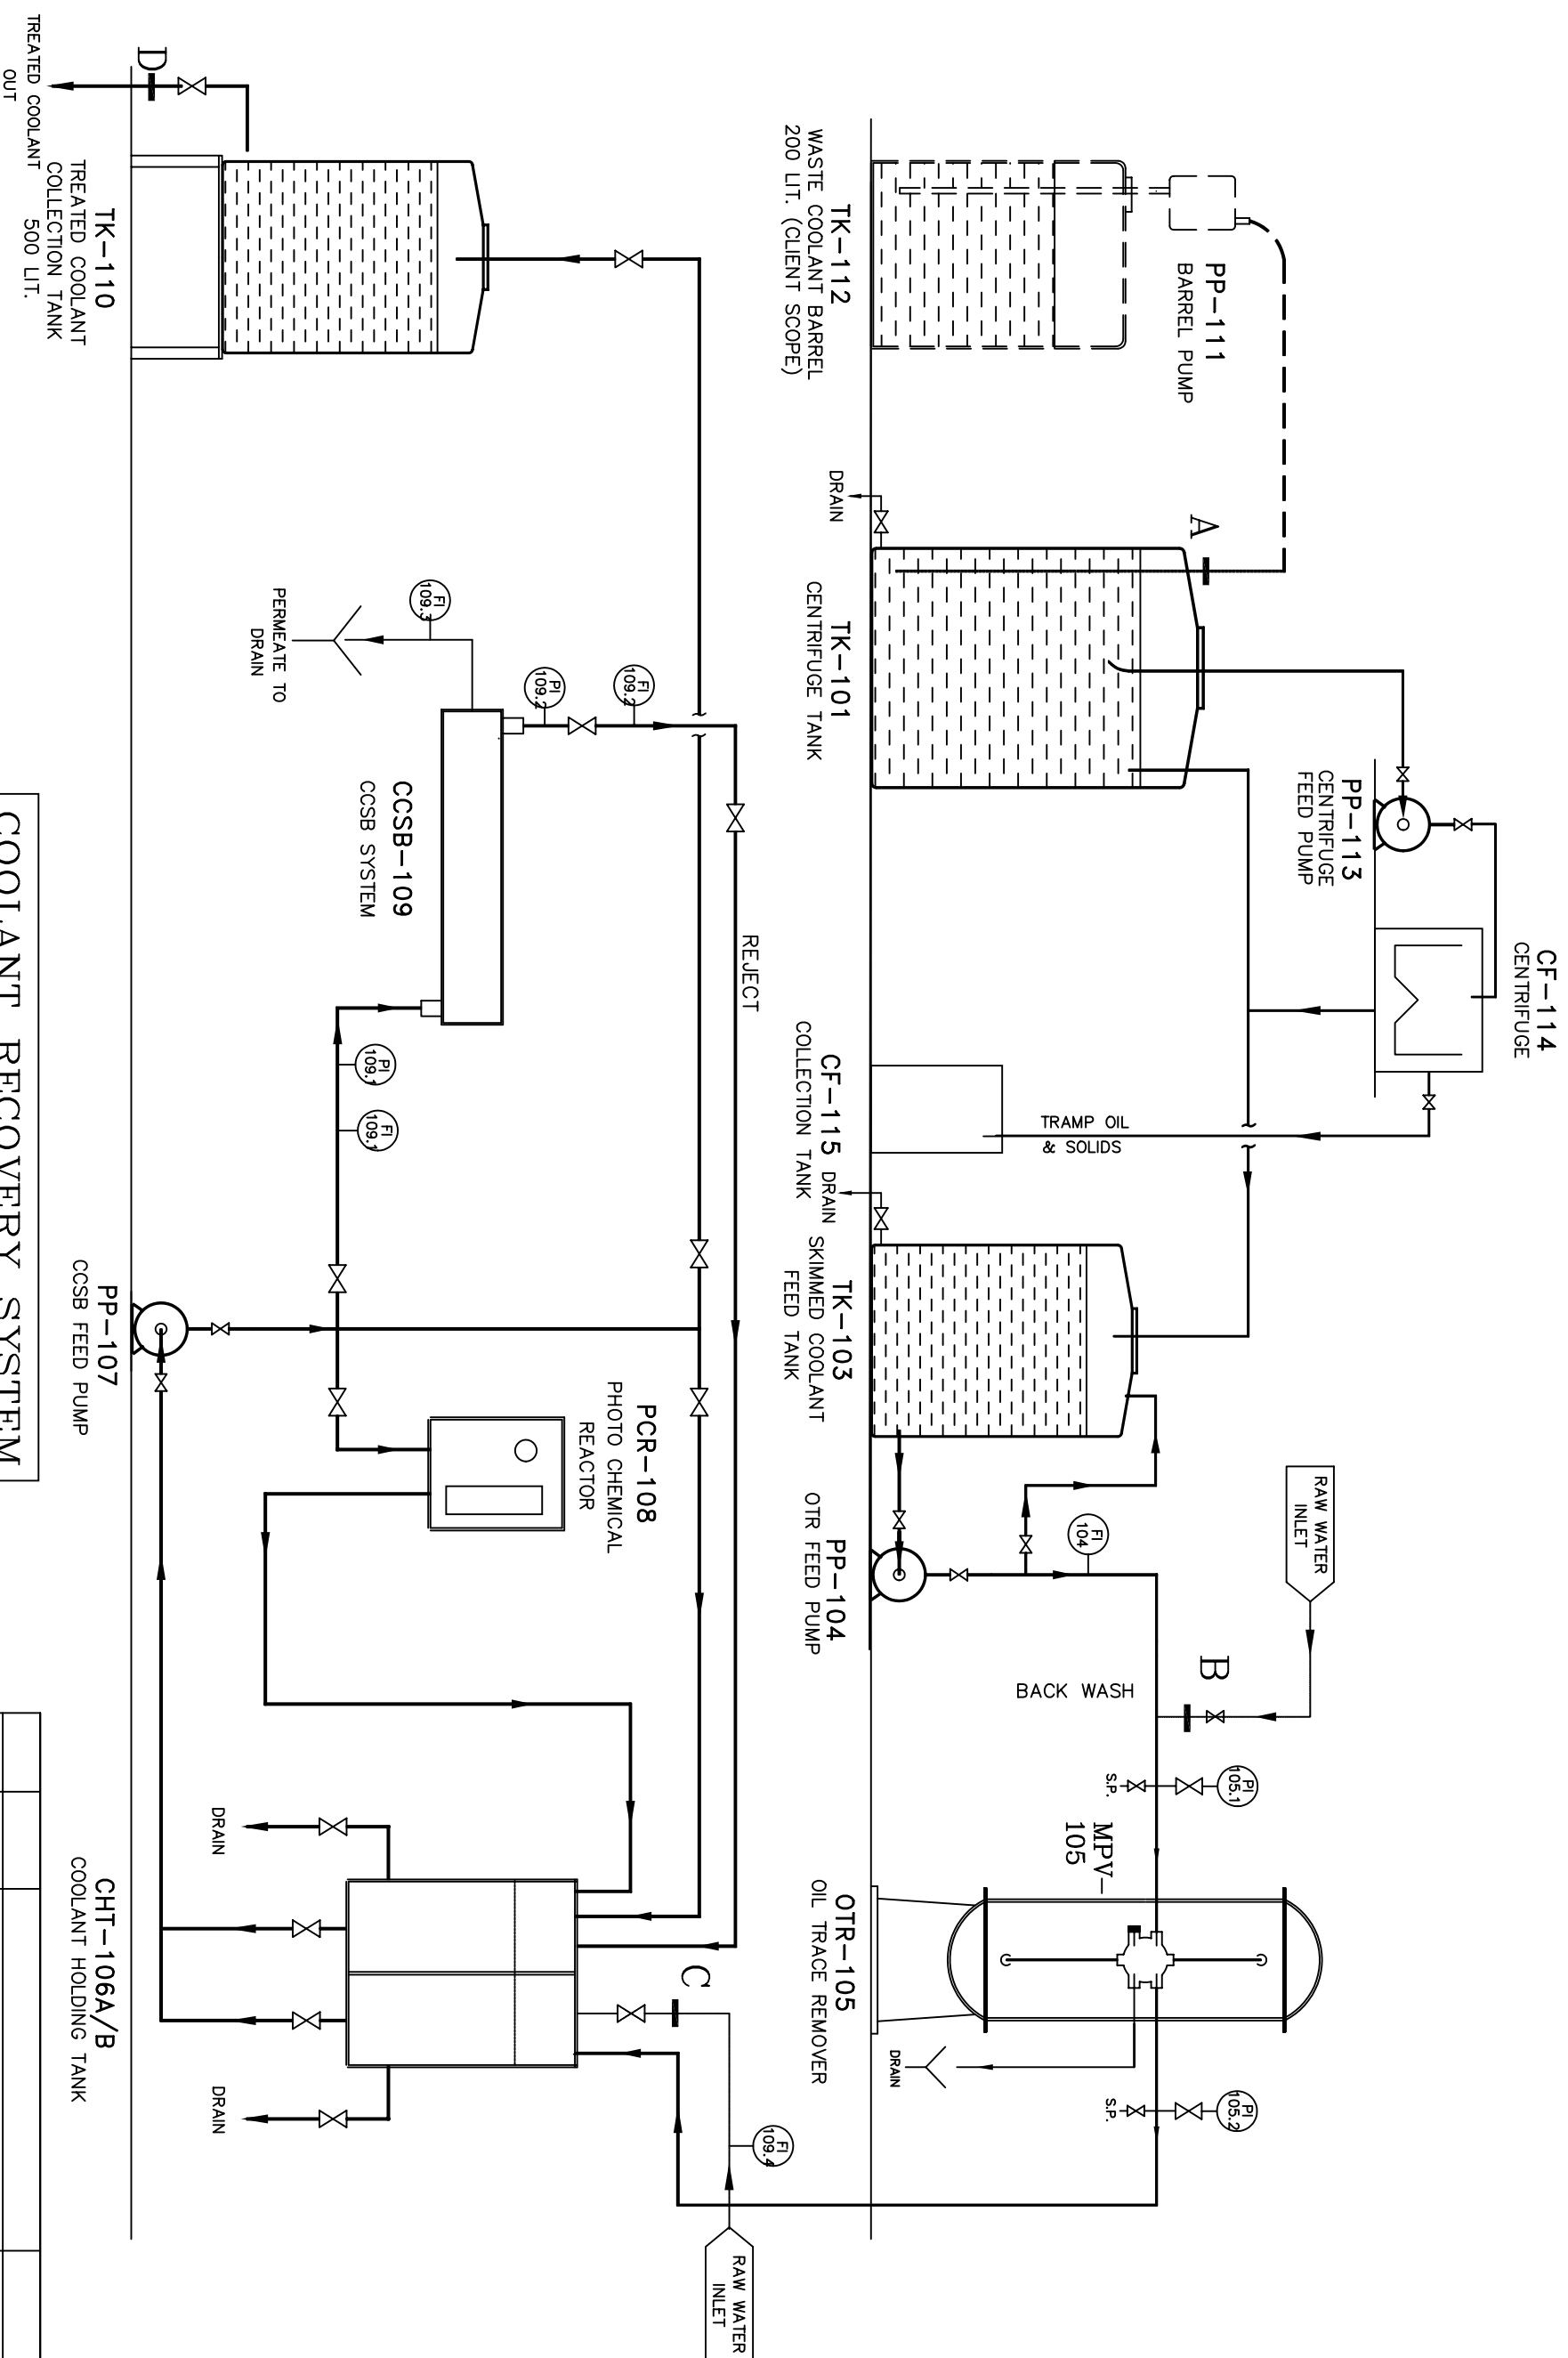 CF-114
CENTRIFUGE
PP-113
CENTRIFUGE
FEED PUMP
PP-111
BARREL PUMP
A
RAW WATER
INLET
B
PI
105.1
PI
105.2
S.P.
S.P.
FI
104
BACK WASH
MPV-
105
TRAMP OIL
& SOLIDS
DRAIN
TK-112
WASTE COOLANT BARREL
200 LIT. (CLIENT SCOPE)
DRAIN
TK-101
CENTRIFUGE TANK
CF-115
COLLECTION TANK
DRAIN
TK-103
SKIMMED COOLANT
FEED TANK
PP-104
OTR FEED PUMP
OTR-105
OIL TRACE REMOVER
REJECT
FI
109.4
RAW WATER
INLET
C
FI
109.2
PI
109.2
FI
109.3
PERMEATE TO
DRAIN
CCSB-109
CCSB SYSTEM
PI
109.1
FI
109.1
PCR-108
PHOTO CHEMICAL
REACTOR
DRAIN
DRAIN
D
TREATED COOLANT
OUT
TK-110
TREATED COOLANT
COLLECTION TANK
500 LIT.
PP-107
CCSB FEED PUMP
CHT-106A/B
COOLANT HOLDING TANK
COOLANT RECOVERY SYSTEM